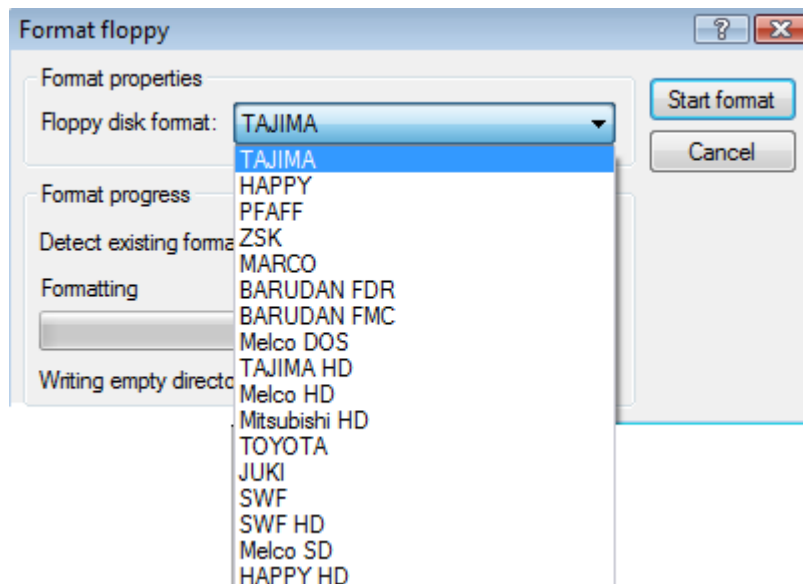 Format floppy
Format properties
Floppy disk format:
TAJIMA
Start format
Cancel
Format progress
Detect existing forma
Formatting
Writing empty directo
TAJIMA
HAPPY
PFAFF
ZSK
MARCO
BARUDAN FDR
BARUDAN FMC
Melco DOS
TAJIMA HD
Melco HD
Mitsubishi HD
TOYOTA
JUKI
SWF
SWF HD
Melco SD
HAPPY HD